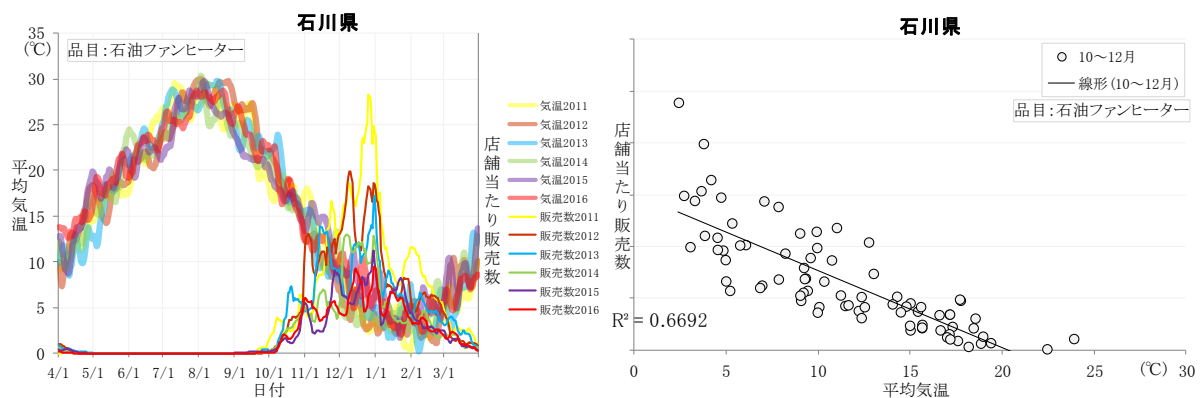 石川県
35
(℃)
品目:石油ファンヒーター
30
25
20
15
10
5
0
平均気温
4/1 5/1 6/1 7/1 8/1 9/1 10/1 11/1 12/1 1/1 2/1 3/1
日付
店舗当たり販売数
気温2011
気温2012
気温2013
気温2014
気温2015
気温2016
販売数2011
販売数2012
販売数2013
販売数2014
販売数2015
販売数2016
石川県
10～12月
線形(10～12月)
品目:石油ファンヒーター
店舗当たり販売数
R² = 0.6692
0 5 10 15 20 25 30
(℃)
平均気温